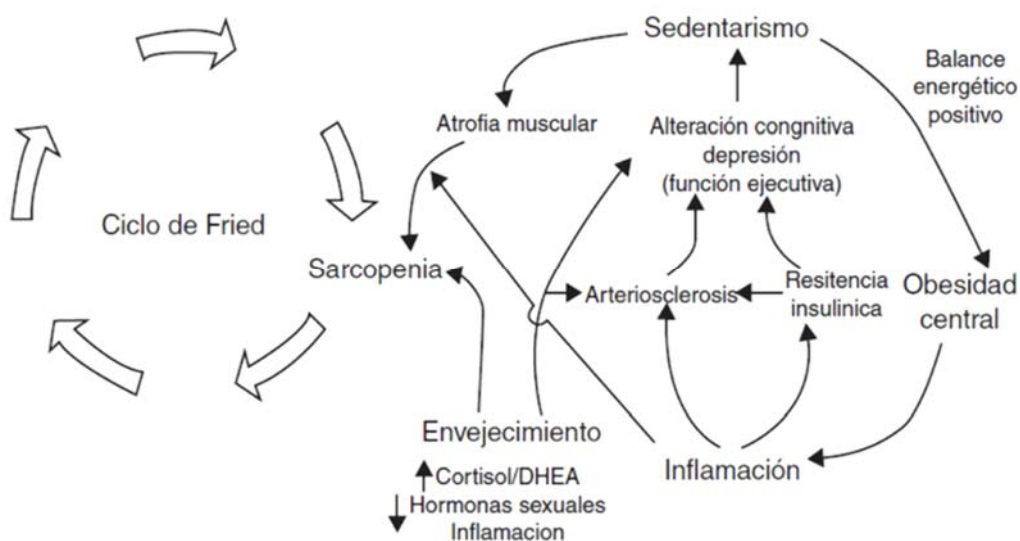 Sedentarismo
Balance
energético
positivo
Atrofia muscular
Alteración congnitiva
depresión
(función ejecutiva)
Ciclo de Fried
Sarcopenia
Arteriosclerosis
Resitencia
insulinica
Obesidad
central
Envejecimiento
Cortisol/DHEA
Hormonas sexuales
Inflamacion
Inflamación